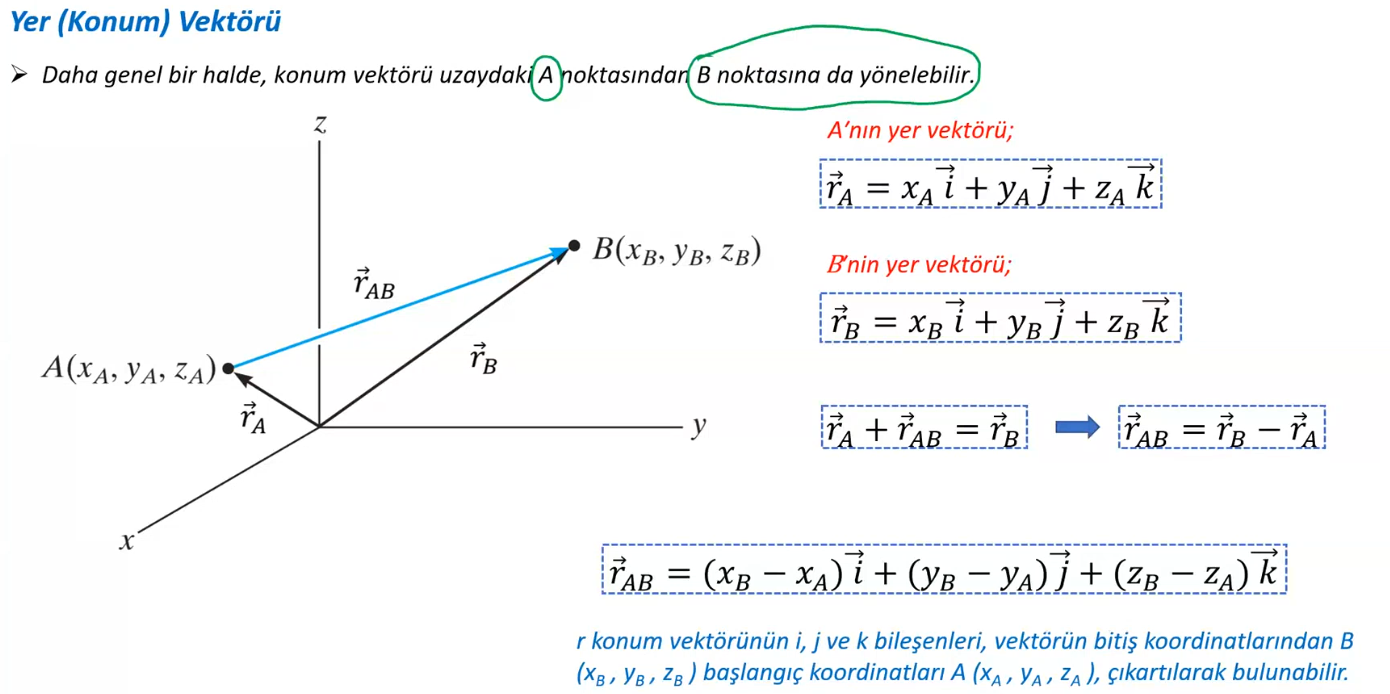 Yer (Konum) Vektörü
➤ Daha genel bir halde, konum vektörü uzaydaki A noktasından B noktasına da yönelebilir.
z
A'nın yer vektörü;
r⃗_A = x_A i⃗ + y_A j⃗ + z_A k⃗
B(x_B, y_B, z_B)
B'nin yer vektörü;
r⃗_AB
r⃗_B = x_B i⃗ + y_B j⃗ + z_B k⃗
r⃗_B
A(x_A, y_A, z_A)
r⃗_A
y
r⃗_A + r⃗_AB = r⃗_B ➡ r⃗_AB = r⃗_B − r⃗_A
x
r⃗_AB = (x_B − x_A) i⃗ + (y_B − y_A) j⃗ + (z_B − z_A) k⃗
r konum vektörünün i, j ve k bileşenleri, vektörün bitiş koordinatlarından B
(x_B , y_B , z_B ) başlangıç koordinatları A (x_A , y_A , z_A ), çıkartılarak bulunabilir.